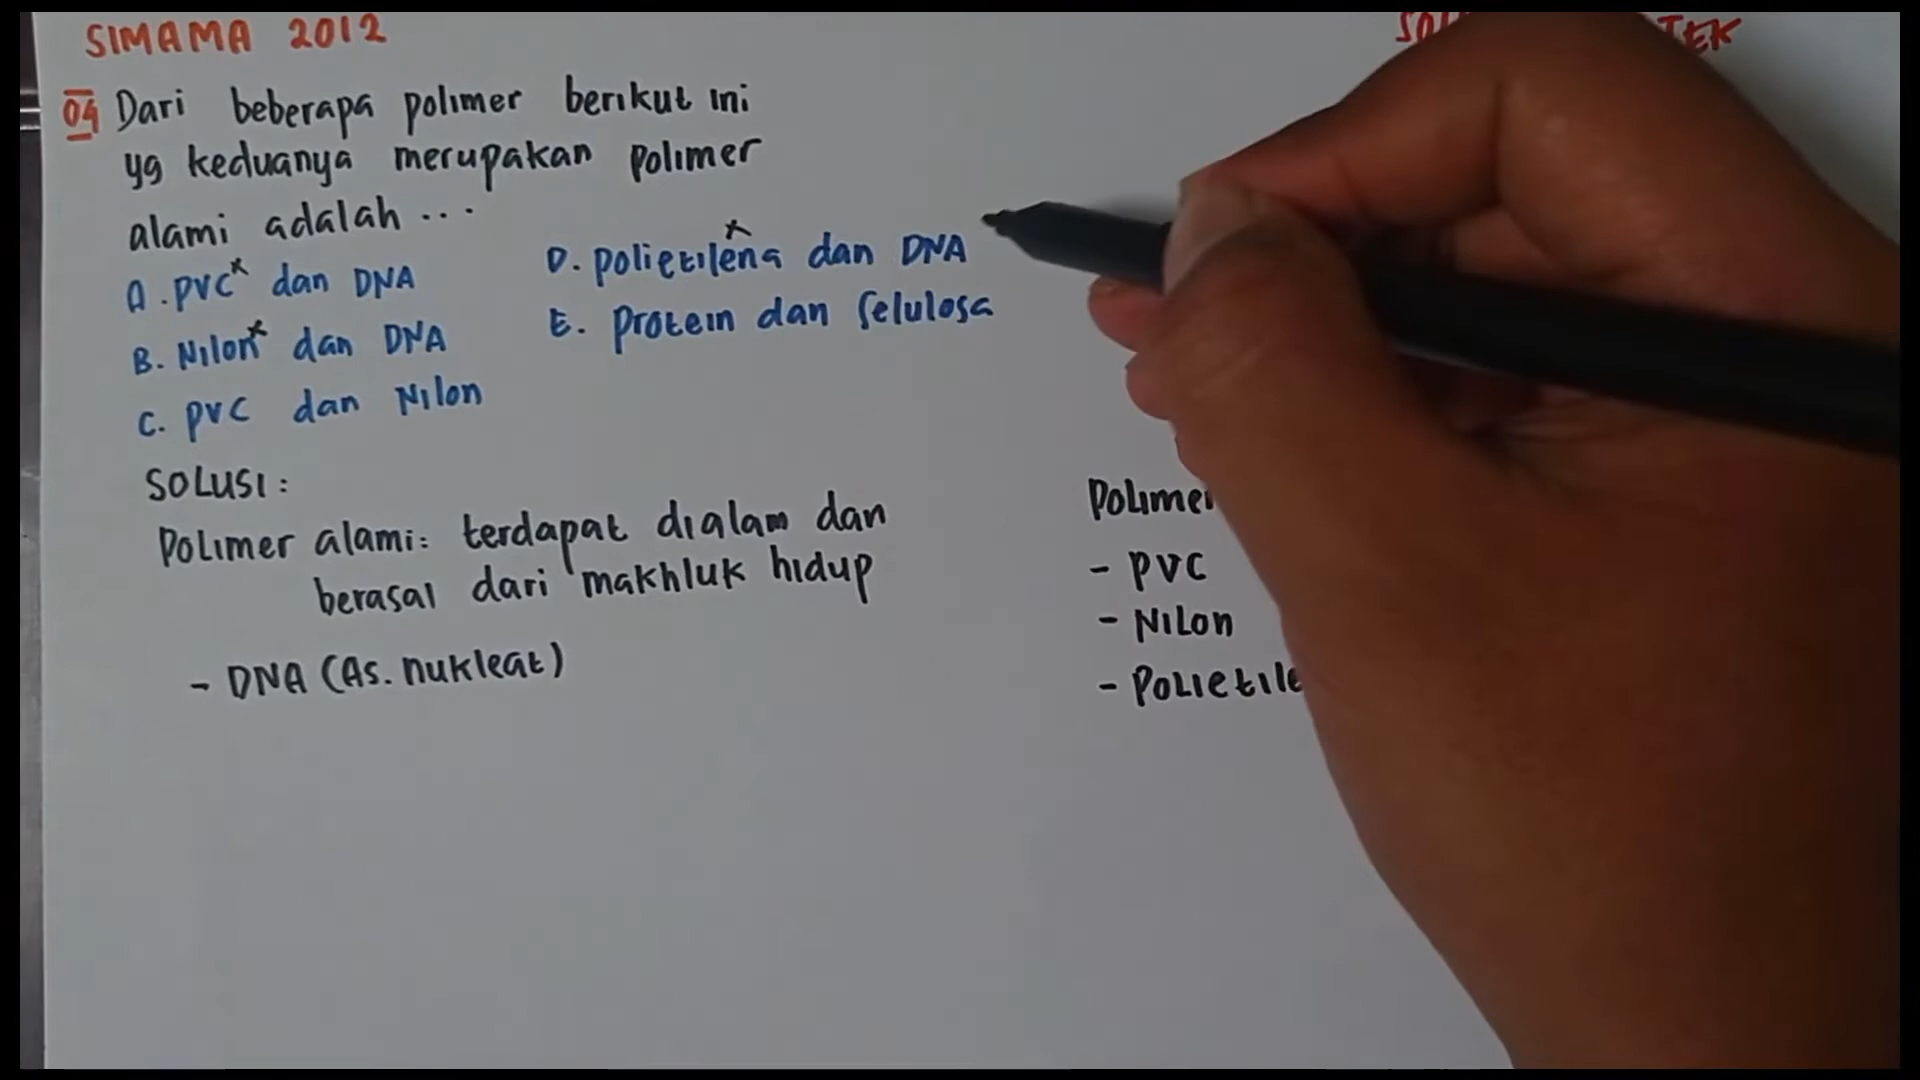 SIMAMA 2012
04 Dari beberapa polimer berikut ini
yg keduanya merupakan polimer
alami adalah ...
A. PVC x dan DNA
B. Nilon x dan DNA
C. PVC dan Nilon
D. polietilena x dan DNA
E. Protein dan Selulosa
SOLUSI:
Polimer alami: terdapat dialam dan
berasal dari makhluk hidup
- DNA (As. nukleat)
Polimer
- PVC
- Nilon
- Polietile